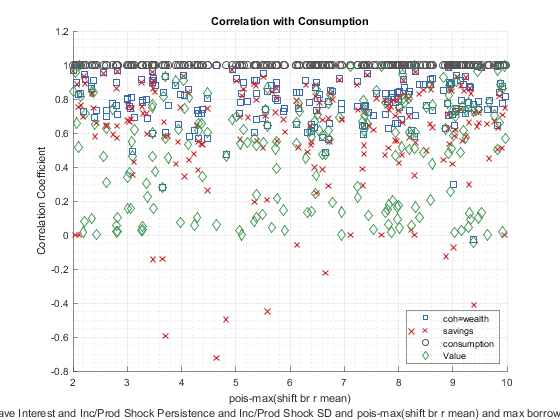 Correlation with Consumption
1.2
1
0.8
0.6
0.4
0.2
0
-0.2
-0.4
-0.6
-0.8
Correlation Coefficient
coh=wealth
savings
consumption
Value
2 3 4 5 6 7 8 9 10
pois-max(shift br r mean)
ave Interest and Inc/Prod Shock Persistence and Inc/Prod Shock SD and pois-max(shift br r mean) and max borrow